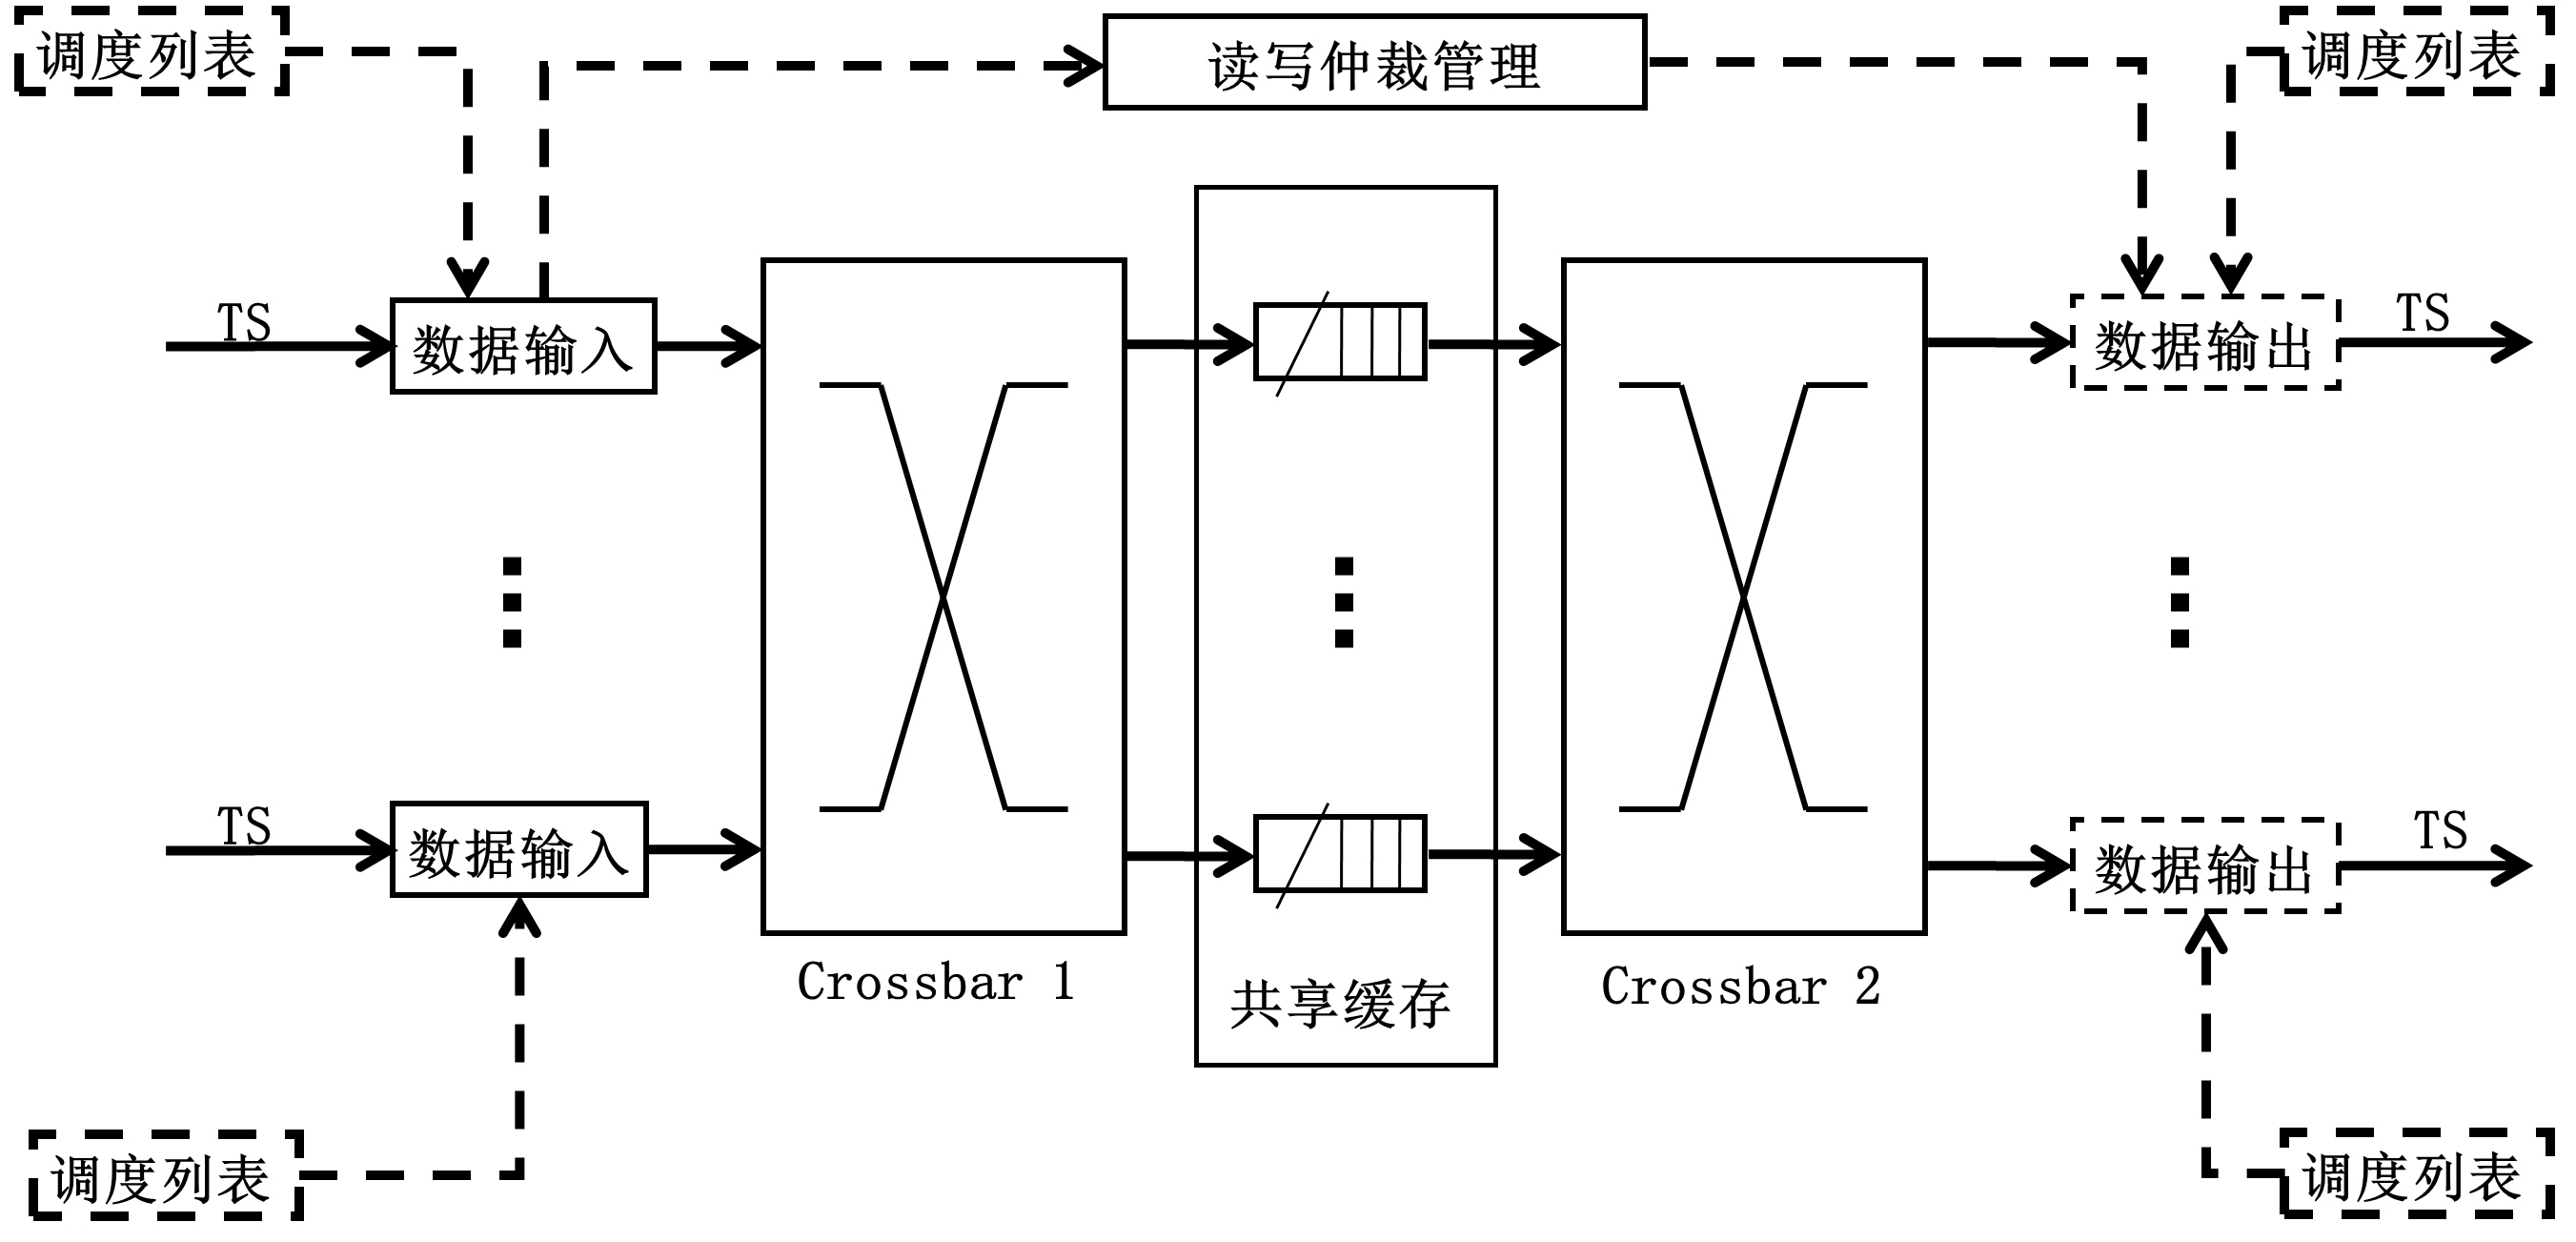 调度列表
读写仲裁管理
调度列表
TS
数据输入
数据输出
TS
TS
数据输入
数据输出
TS
Crossbar 1
共享缓存
Crossbar 2
调度列表
调度列表